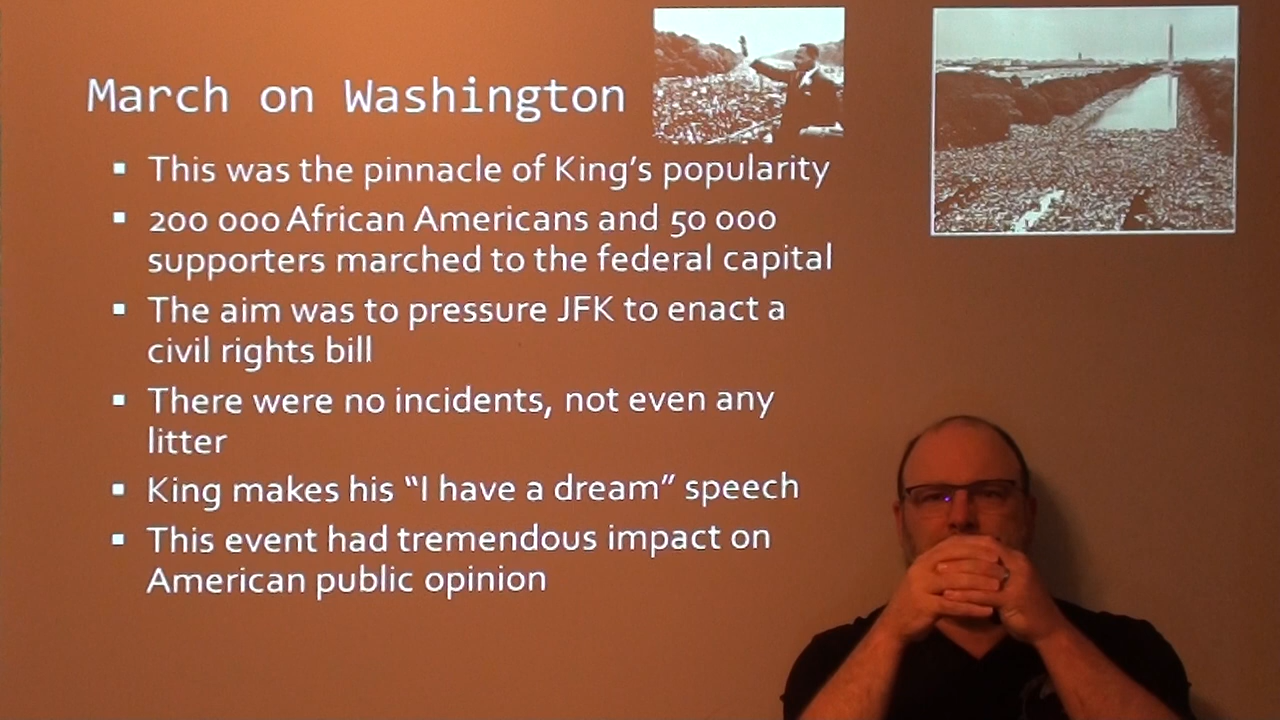 March on Washington
▪ This was the pinnacle of King’s popularity
▪ 200 000 African Americans and 50 000
supporters marched to the federal capital
▪ The aim was to pressure JFK to enact a
civil rights bill
▪ There were no incidents, not even any
litter
▪ King makes his “I have a dream” speech
▪ This event had tremendous impact on
American public opinion